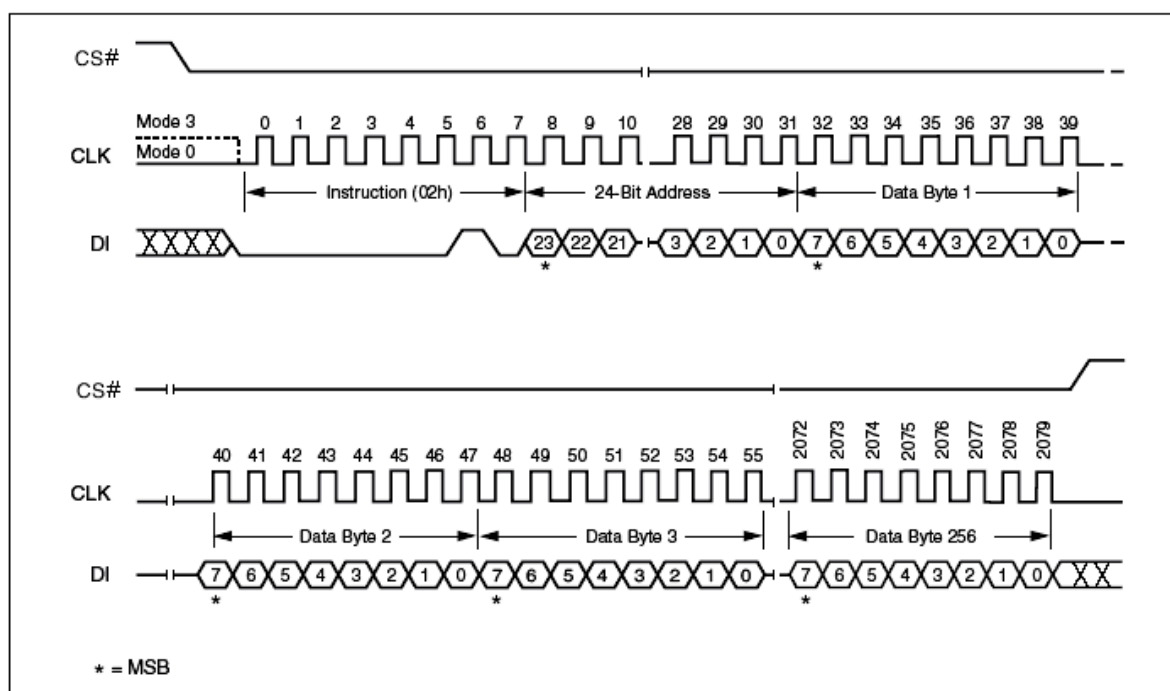 CS#
Mode 3
0 1 2 3 4 5 6 7 8 9 10 28 29 30 31 32 33 34 35 36 37 38 39
Mode 0
CLK
Instruction (02h) 24-Bit Address Data Byte 1
DI 23 22 21 3 2 1 0 7 6 5 4 3 2 1 0
* *
CS#
40 41 42 43 44 45 46 47 48 49 50 51 52 53 54 55 2072 2073 2074 2075 2076 2077 2078 2079
CLK
Data Byte 2 Data Byte 3 Data Byte 256
DI 7 6 5 4 3 2 1 0 7 6 5 4 3 2 1 0 7 6 5 4 3 2 1 0
* * *
* = MSB